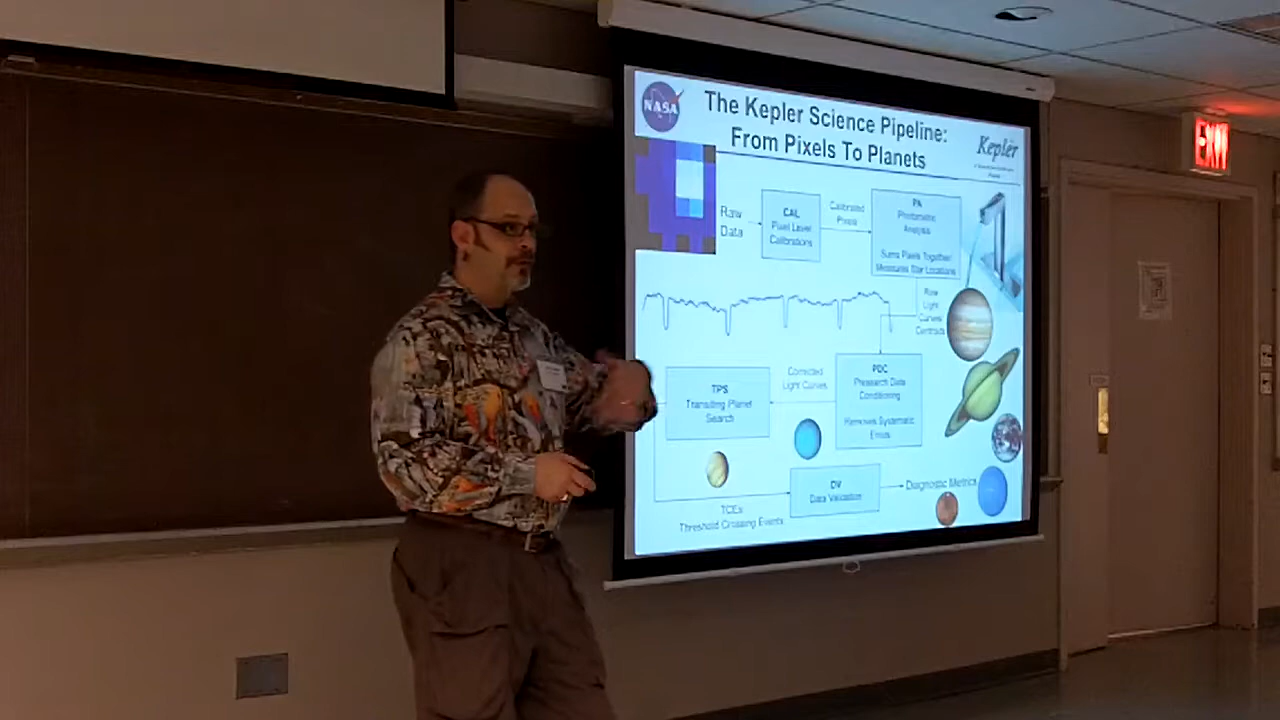 NASA
The Kepler Science Pipeline:
From Pixels To Planets
Kepler
Raw
Data
CAL
Pixel Level
Calibrations
Calibrated
Pixels
PA
Photometric
Analysis
Sums Pixels Together
Measures Star Locations
Raw
Light
Curves
Centroids
TPS
Transiting Planet
Search
Corrected
Light Curves
PDC
Presearch Data
Conditioning
Removes Systematic
Errors
DV
Data Validation
Diagnostic Metrics
TCEs
Threshold Crossing Events
EXIT